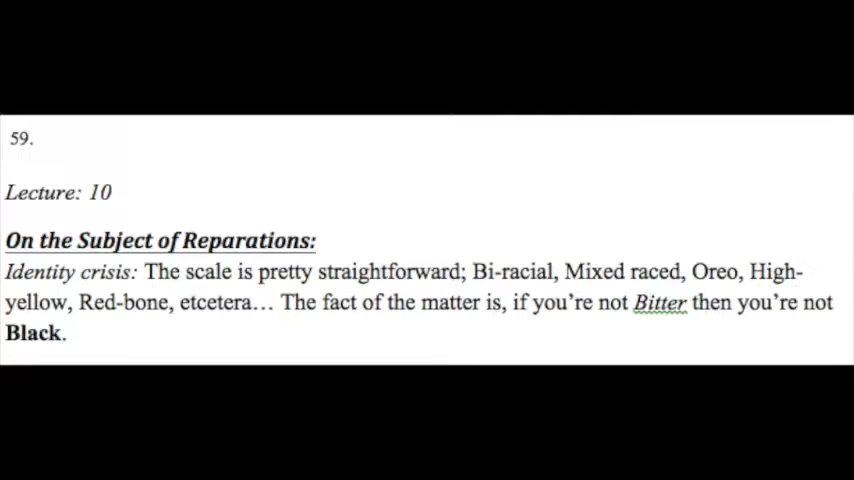 59.
Lecture: 10
On the Subject of Reparations:
Identity crisis: The scale is pretty straightforward; Bi-racial, Mixed raced, Oreo, High-
yellow, Red-bone, etcetera… The fact of the matter is, if you’re not Bitter then you’re not
Black.